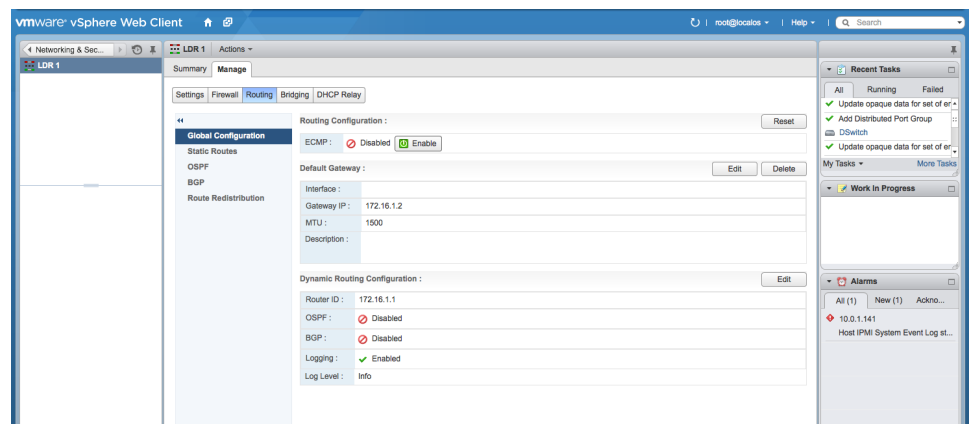 vmware® vSphere Web Client
root@localos
Help
Search
Networking & Sec...
LDR 1
LDR 1
Actions
Summary
Manage
Settings
Firewall
Routing
Bridging
DHCP Relay
Global Configuration
Static Routes
OSPF
BGP
Route Redistribution
Routing Configuration :
Reset
ECMP :
Disabled
Enable
Default Gateway :
Edit
Delete
Interface :
Gateway IP : 172.16.1.2
MTU : 1500
Description :
Dynamic Routing Configuration :
Edit
Router ID : 172.16.1.1
OSPF : Disabled
BGP : Disabled
Logging : Enabled
Log Level : Info
Recent Tasks
All
Running
Failed
Update opaque data for set of er
Add Distributed Port Group
DSwitch
Update opaque data for set of er
My Tasks
More Tasks
Work In Progress
Alarms
All (1)
New (1)
Ackno...
10.0.1.141
Host IPMI System Event Log st...